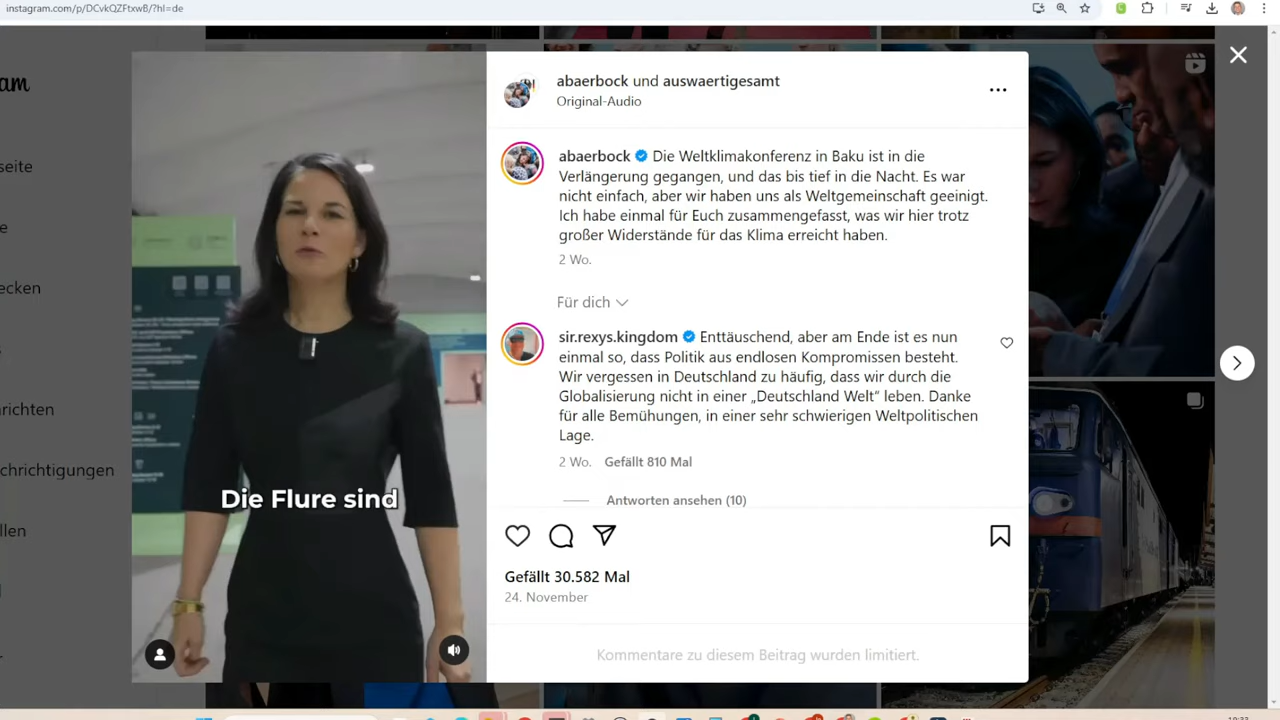 instagram.com/p/DCvkQZFtxwB/?hl=de
am
seite
e
ecken
richten
chrichtigungen
llen
Die Flure sind
abaerbock und auswaertigesamt
Original-Audio
abaerbock Die Weltklimakonferenz in Baku ist in die
Verlängerung gegangen, und das bis tief in die Nacht. Es war
nicht einfach, aber wir haben uns als Weltgemeinschaft geeinigt.
Ich habe einmal für Euch zusammengefasst, was wir hier trotz
großer Widerstände für das Klima erreicht haben.
2 Wo.
Für dich
sir.rexys.kingdom Enttäuschend, aber am Ende ist es nun
einmal so, dass Politik aus endlosen Kompromissen besteht.
Wir vergessen in Deutschland zu häufig, dass wir durch die
Globalisierung nicht in einer „Deutschland Welt“ leben. Danke
für alle Bemühungen, in einer sehr schwierigen Weltpolitischen
Lage.
2 Wo. Gefällt 810 Mal
Antworten ansehen (10)
Gefällt 30.582 Mal
24. November
Kommentare zu diesem Beitrag wurden limitiert.